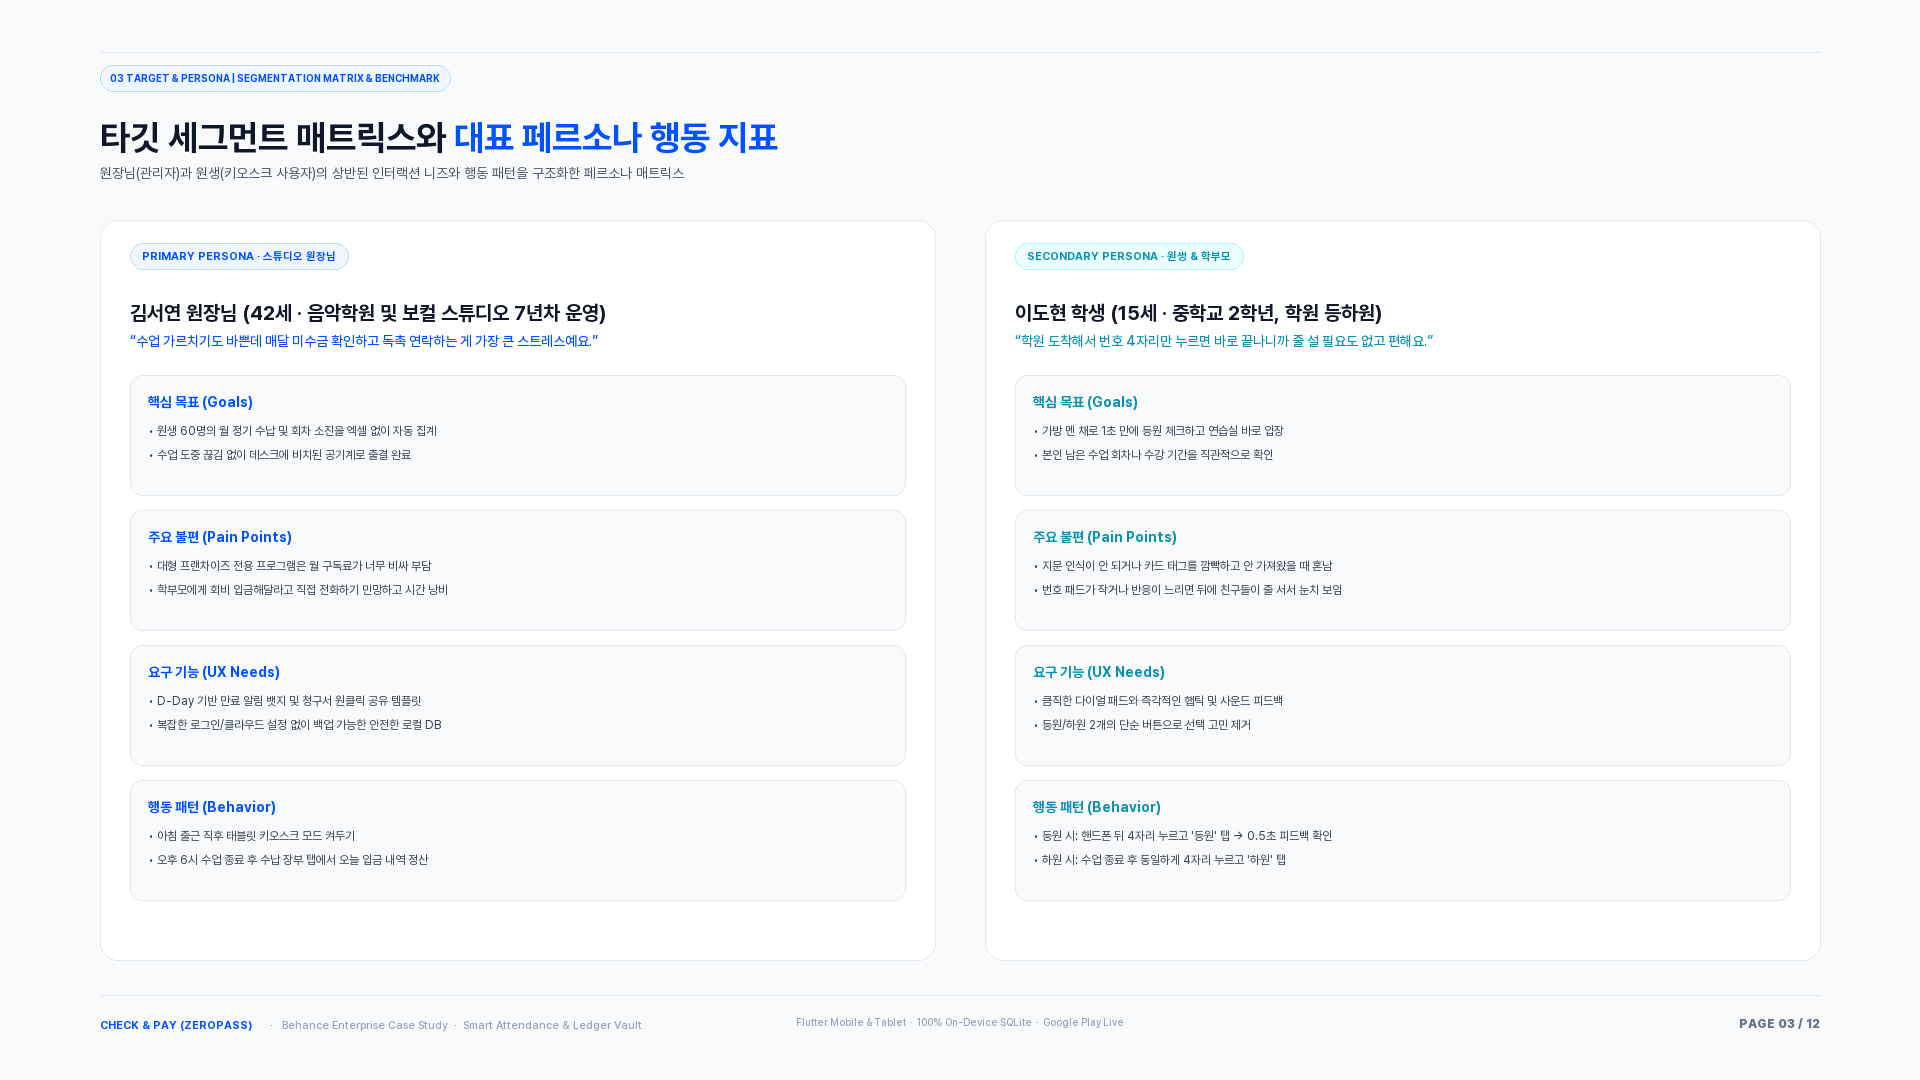 03 TARGET & PERSONA | SEGMENTATION MATRIX & BENCHMARK
타깃 세그먼트 매트릭스와 대표 페르소나 행동 지표
원장님(관리자)과 원생(키오스크 사용자)의 상반된 인터랙션 니즈와 행동 패턴을 구조화한 페르소나 매트릭스
PRIMARY PERSONA · 스튜디오 원장님
김서연 원장님 (42세 · 음악학원 및 보컬 스튜디오 7년차 운영)
“수업 가르치기도 바쁜데 매달 미수금 확인하고 독촉 연락하는 게 가장 큰 스트레스예요.”
핵심 목표 (Goals)
• 원생 60명의 월 정기 수납 및 회차 소진을 엑셀 없이 자동 집계
• 수업 도중 끊김 없이 데스크에 비치된 공기계로 출결 완료
주요 불편 (Pain Points)
• 대형 프랜차이즈 전용 프로그램은 월 구독료가 너무 비싸 부담
• 학부모에게 회비 입금해달라고 직접 전화하기 민망하고 시간 낭비
요구 기능 (UX Needs)
• D-Day 기반 만료 알림 뱃지 및 청구서 원클릭 공유 템플릿
• 복잡한 로그인/클라우드 설정 없이 백업 가능한 안전한 로컬 DB
행동 패턴 (Behavior)
• 아침 출근 직후 태블릿 키오스크 모드 켜두기
• 오후 6시 수업 종료 후 수납 장부 탭에서 오늘 입금 내역 정산
SECONDARY PERSONA · 원생 & 학부모
이도현 학생 (15세 · 중학교 2학년, 학원 등하원)
“학원 도착해서 번호 4자리만 누르면 바로 끝나니까 줄 설 필요도 없고 편해요.”
핵심 목표 (Goals)
• 가방 멘 채로 1초 만에 등원 체크하고 연습실 바로 입장
• 본인 남은 수업 회차나 수강 기간을 직관적으로 확인
주요 불편 (Pain Points)
• 지문 인식이 안 되거나 카드 태그를 깜빡하고 안 가져왔을 때 혼남
• 번호 패드가 작거나 반응이 느리면 뒤에 친구들이 줄 서서 눈치 보임
요구 기능 (UX Needs)
• 큼직한 다이얼 패드와 즉각적인 햅틱 및 사운드 피드백
• 등원/하원 2개의 단순 버튼으로 선택 고민 제거
행동 패턴 (Behavior)
• 등원 시: 핸드폰 뒤 4자리 누르고 '등원' 탭 → 0.5초 피드백 확인
• 하원 시: 수업 종료 후 동일하게 4자리 누르고 '하원' 탭
CHECK & PAY (ZEROPASS) · Behance Enterprise Case Study · Smart Attendance & Ledger Vault
Flutter Mobile & Tablet · 100% On-Device SQLite · Google Play Live
PAGE 03 / 12